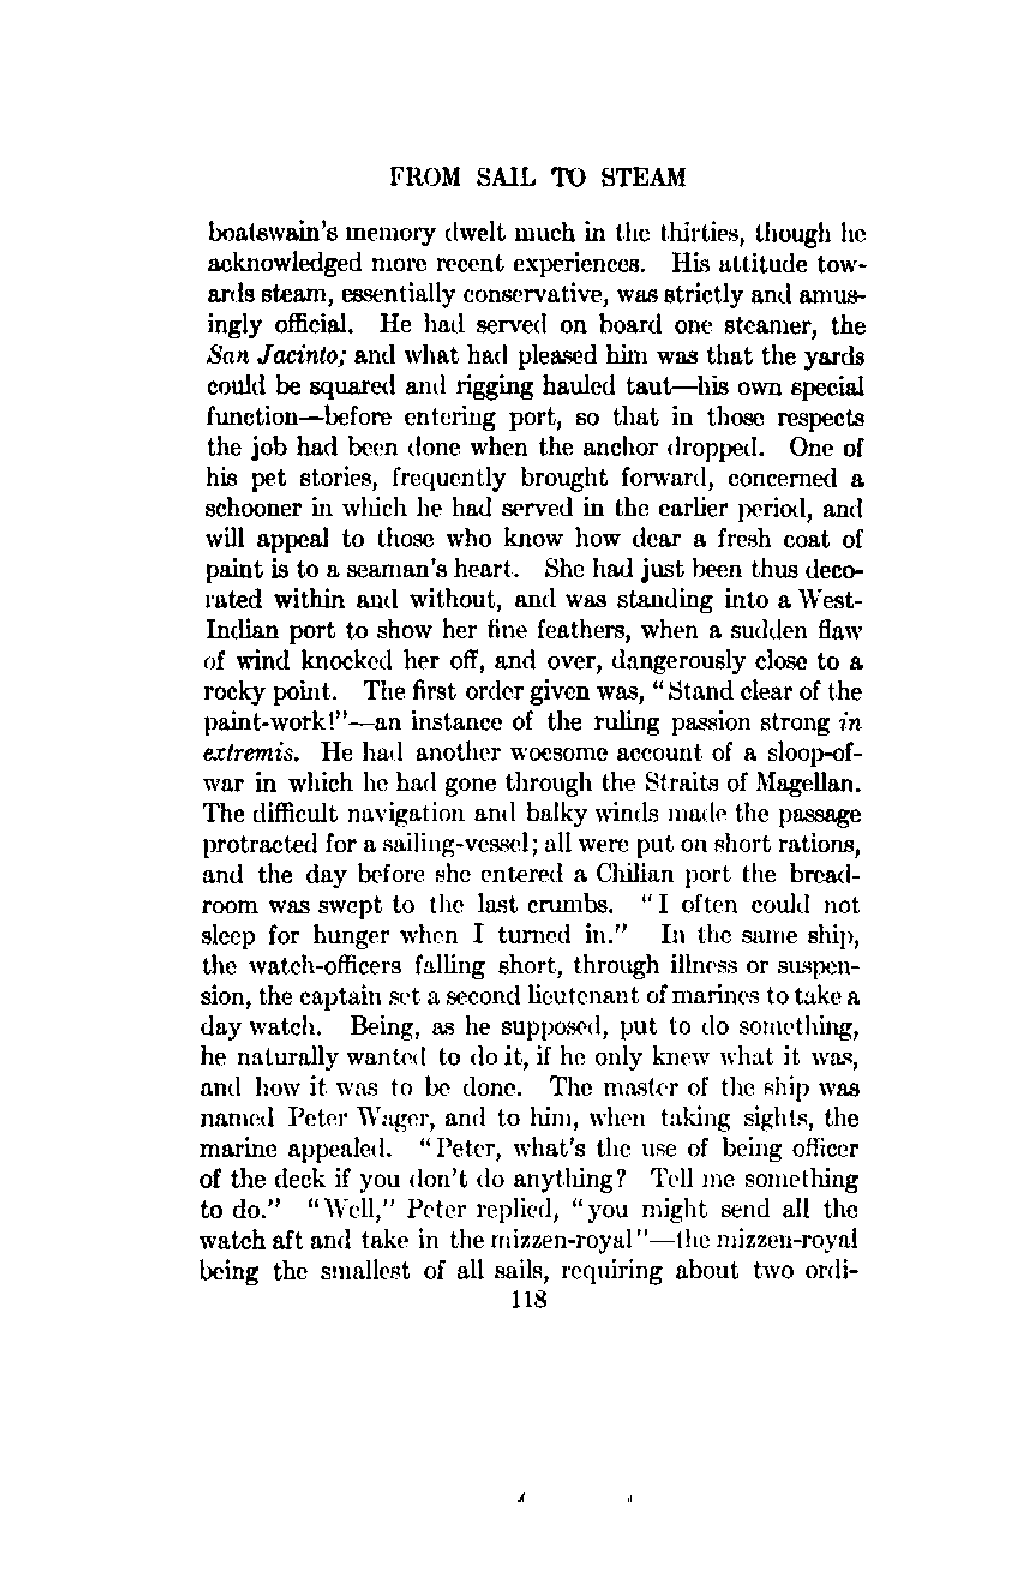 FROM SAIL TO STEAM
boatswain's memory dwelt much in the thirties, though he
acknowledged more recent experiences. His attitude tow-
ards steam, essentially conservative, was strictly and amus-
ingly official. He had served on board one steamer, the
San Jacinto; and what had pleased him was that the yards
could be squared and rigging hauled taut—his own special
function—before entering port, so that in those respects
the job had been done when the anchor dropped. One of
his pet stories, frequently brought forward, concerned a
schooner in which he had served in the earlier period, and
will appeal to those who know how dear a fresh coat of
paint is to a seaman's heart. She had just been thus deco-
rated within and without, and was standing into a West-
Indian port to show her fine feathers, when a sudden flaw
of wind knocked her off, and over, dangerously close to a
rocky point. The first order given was, "Stand clear of the
paint-work!"—an instance of the ruling passion strong in
extremis. He had another woesome account of a sloop-of-
war in which he had gone through the Straits of Magellan.
The difficult navigation and balky winds made the passage
protracted for a sailing-vessel; all were put on short rations,
and the day before she entered a Chilian port the bread-
room was swept to the last crumbs. "I often could not
sleep for hunger when I turned in." In the same ship,
the watch-officers falling short, through illness or suspen-
sion, the captain set a second lieutenant of marines to take a
day watch. Being, as he supposed, put to do something,
he naturally wanted to do it, if he only knew what it was,
and how it was to be done. The master of the ship was
named Peter Wager, and to him, when taking sights, the
marine appealed. "Peter, what's the use of being officer
of the deck if you don't do anything? Tell me something
to do." "Well," Peter replied, "you might send all the
watch aft and take in the mizzen-royal"—the mizzen-royal
being the smallest of all sails, requiring about two ordi-
118